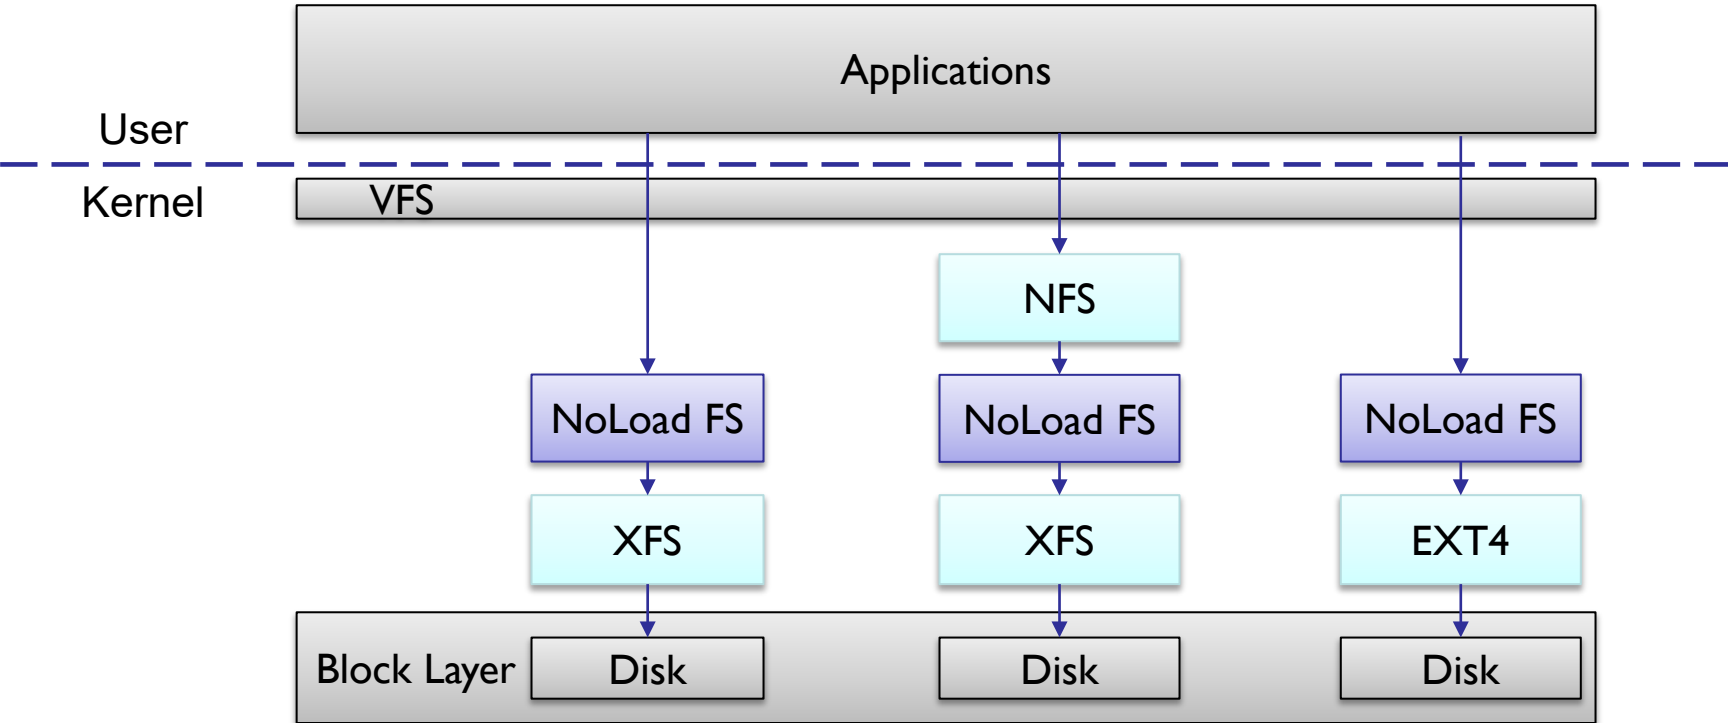 Applications
User
Kernel
VFS
NFS
NoLoad FS
NoLoad FS
NoLoad FS
XFS
XFS
EXT4
Block Layer
Disk
Disk
Disk